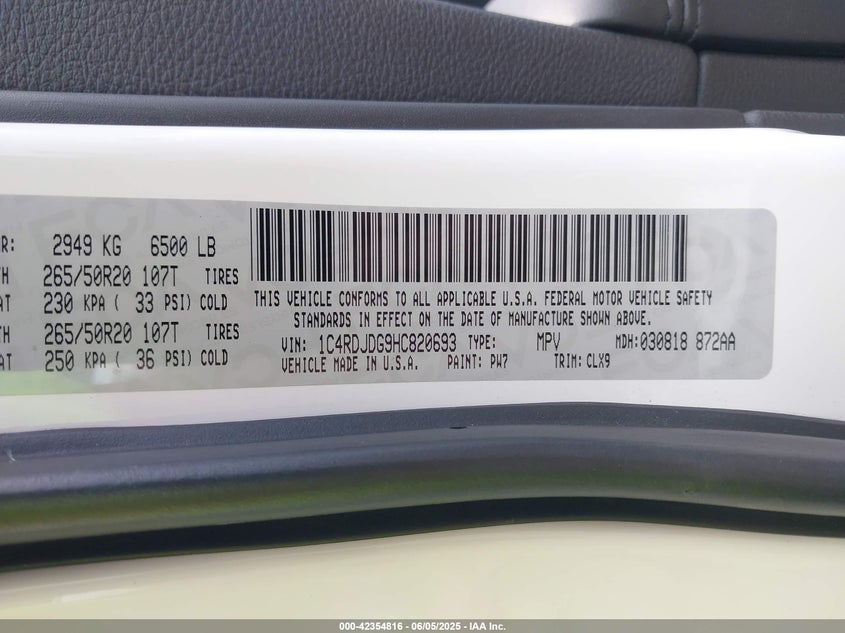 R: 2949 KG 6500 LB
TH 265/50R20 107T TIRES
AT 230 KPA ( 33 PSI) COLD
TH 265/50R20 107T TIRES
AT 250 KPA ( 36 PSI) COLD
THIS VEHICLE CONFORMS TO ALL APPLICABLE U.S.A. FEDERAL MOTOR VEHICLE SAFETY
STANDARDS IN EFFECT ON THE DATE OF MANUFACTURE SHOWN ABOVE.
VIN: 1C4RDJDG9HC820693 TYPE: MPV MDH:030818 872AA
VEHICLE MADE IN U.S.A. PAINT: PW7 TRIM: CLX9
000-42354816 - 06/05/2025 - IAA Inc.